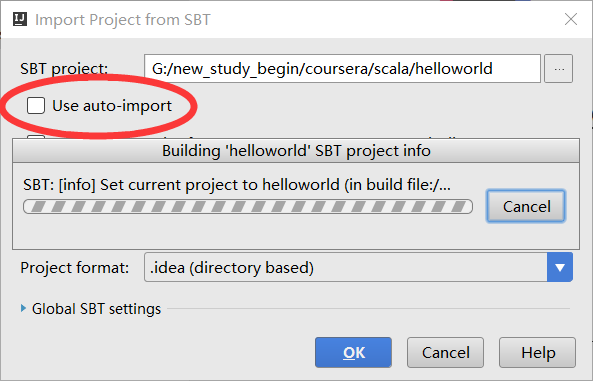 Import Project from SBT
SBT project: G:/new_study_begin/coursera/scala/helloworld ...
Use auto-import
Building 'helloworld' SBT project info
SBT: [info] Set current project to helloworld (in build file:/...
Cancel
Project format: .idea (directory based)
Global SBT settings
OK Cancel Help